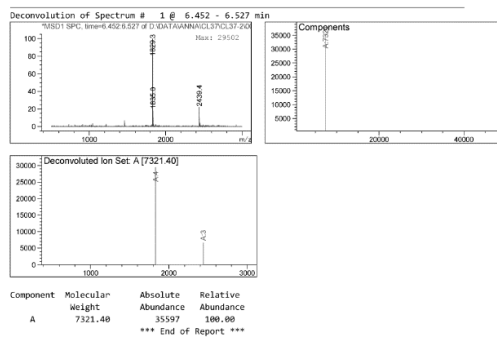 Deconvolution of Spectrum # 1 @ 6.452 - 6.527 min
*MSD1 SPC, time=6.452:6.527 of D:\DATA\ANNA\CL37\CL37-2\0
Max: 29502
100
80
60
40
20
0
1829.3
1835.3
2439.4
1000
2000
m/z
Components
35000
30000
25000
20000
15000
10000
5000
20000
40000
Deconvoluted Ion Set: A [7321.40]
30000
25000
20000
15000
10000
5000
0
A:4
A:3
1000
2000
3000
Component Molecular Absolute Relative
Weight Abundance Abundance
A 7321.40 35597 100.00
*** End of Report ***